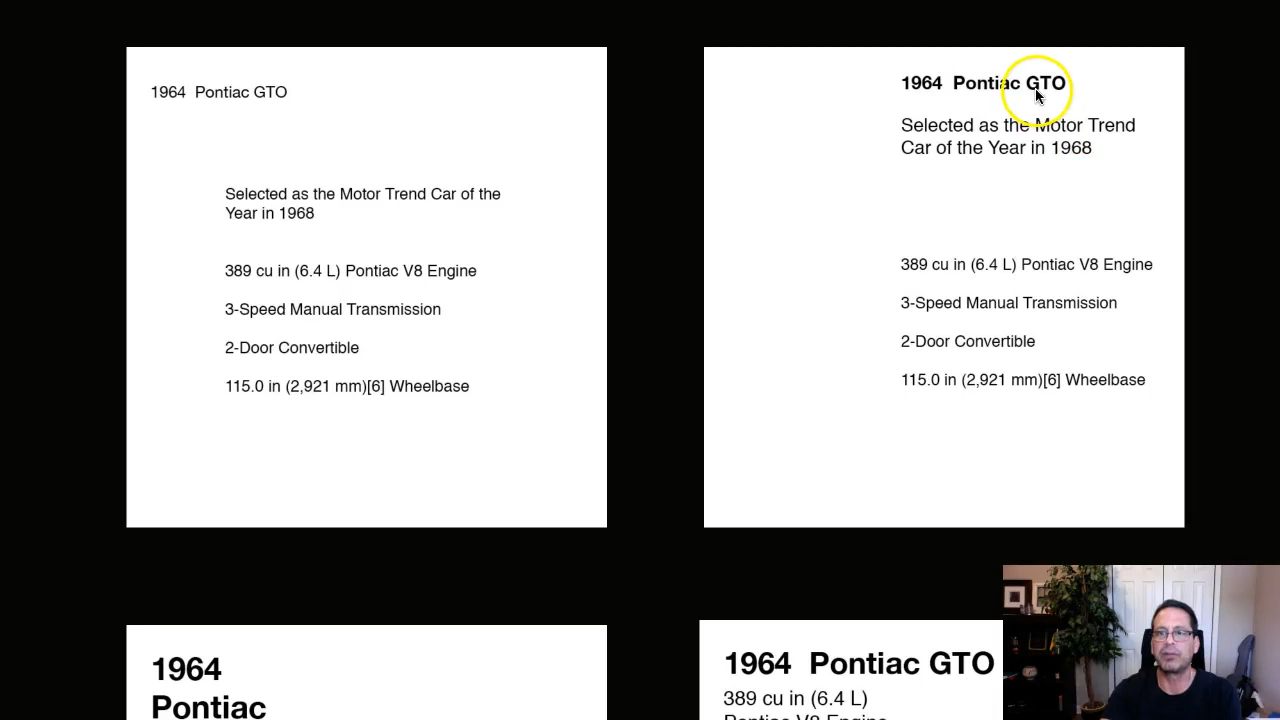 1964  Pontiac GTO
Selected as the Motor Trend Car of the
Year in 1968
389 cu in (6.4 L) Pontiac V8 Engine
3-Speed Manual Transmission
2-Door Convertible
115.0 in (2,921 mm)[6] Wheelbase
1964  Pontiac GTO
Selected as the Motor Trend
Car of the Year in 1968
389 cu in (6.4 L) Pontiac V8 Engine
3-Speed Manual Transmission
2-Door Convertible
115.0 in (2,921 mm)[6] Wheelbase
1964
Pontiac
1964  Pontiac GTO
389 cu in (6.4 L)
Pontiac V8 Engine